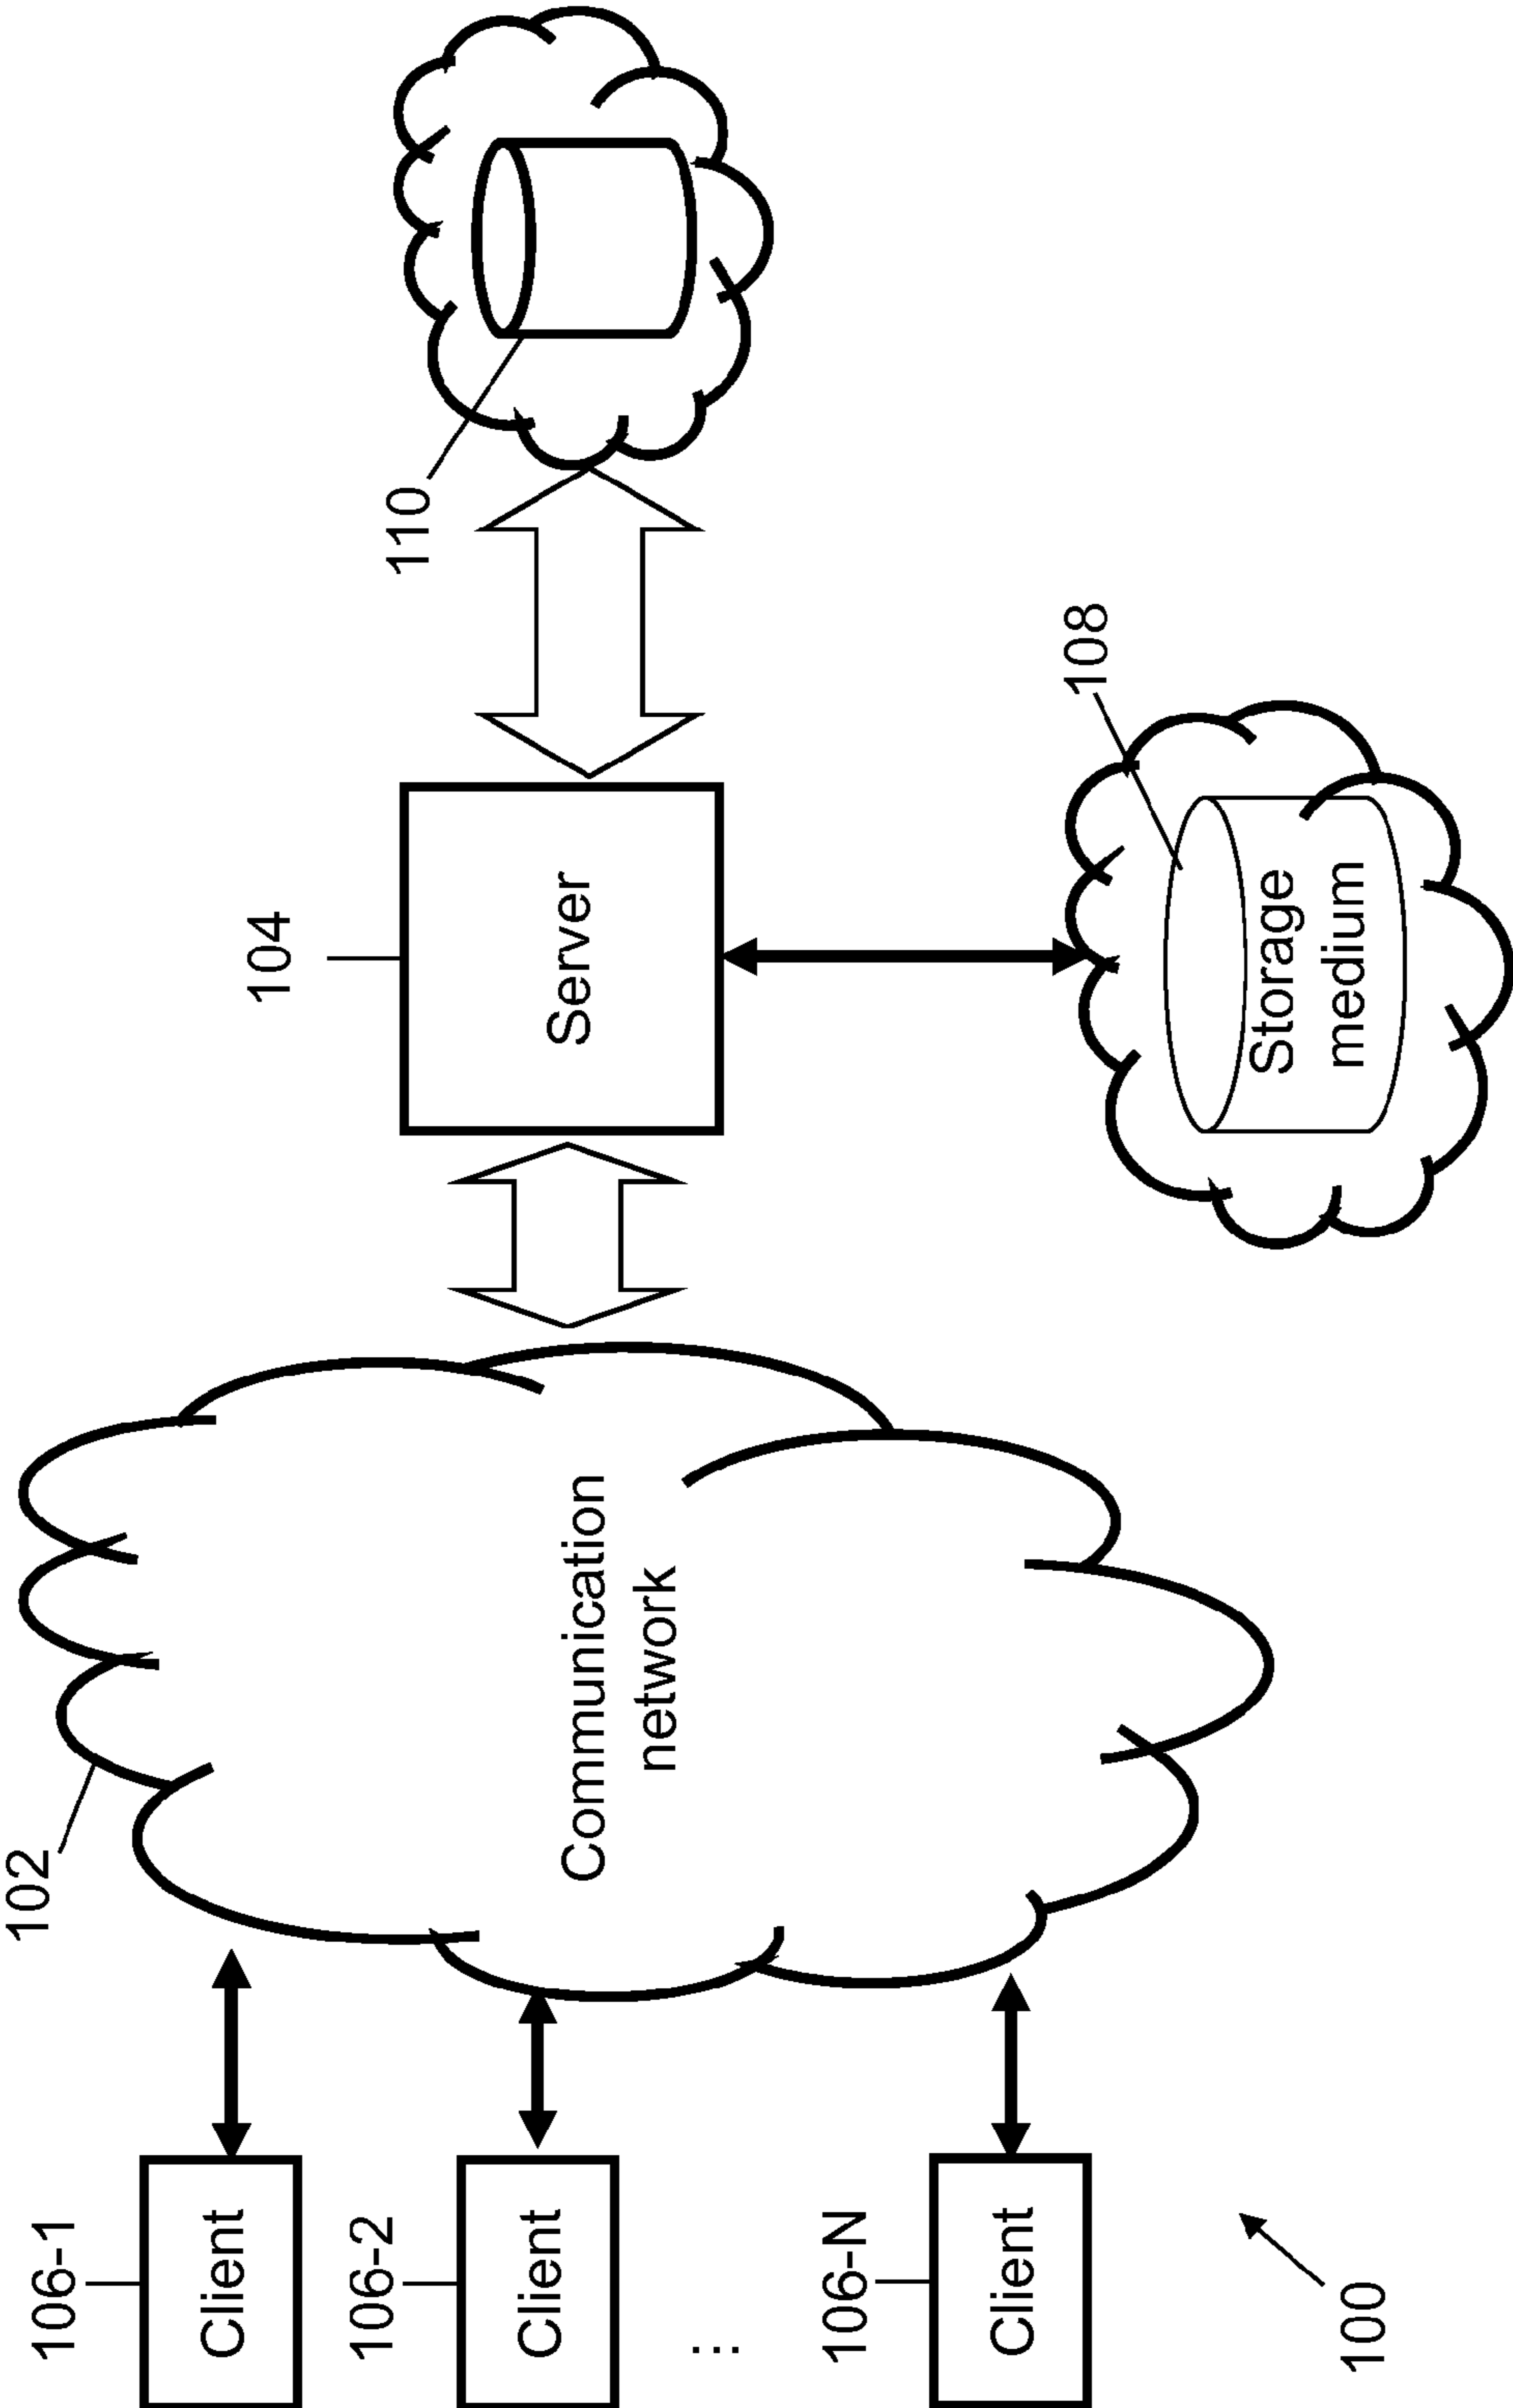 106-1
Client
106-2
Client
...
106-N
Client
100
102
Communication
network
104
Server
108
Storage
medium
110